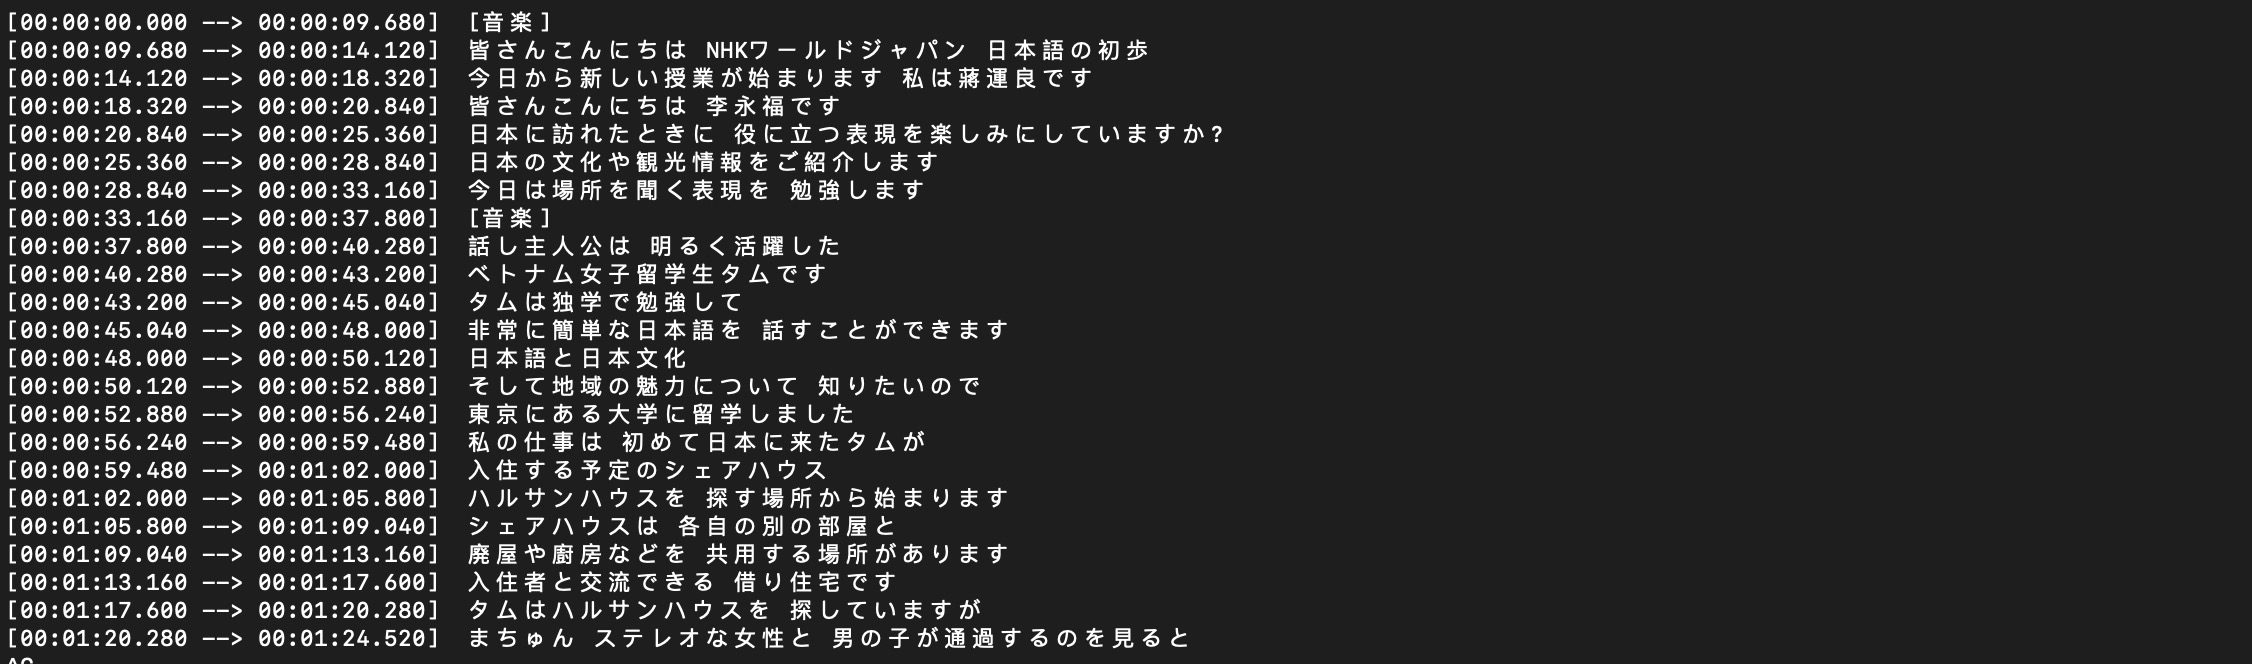 [00:00:00.000 --> 00:00:09.680] [音楽]
[00:00:09.680 --> 00:00:14.120] 皆さんこんにちは NHKワールドジャパン 日本語の初歩
[00:00:14.120 --> 00:00:18.320] 今日から新しい授業が始まります 私は蔣運良です
[00:00:18.320 --> 00:00:20.840] 皆さんこんにちは 李永福です
[00:00:20.840 --> 00:00:25.360] 日本に訪れたときに 役に立つ表現を楽しみにしていますか?
[00:00:25.360 --> 00:00:28.840] 日本の文化や観光情報をご紹介します
[00:00:28.840 --> 00:00:33.160] 今日は場所を聞く表現を 勉強します
[00:00:33.160 --> 00:00:37.800] [音楽]
[00:00:37.800 --> 00:00:40.280] 話し主人公は 明るく活躍した
[00:00:40.280 --> 00:00:43.200] ベトナム女子留学生タムです
[00:00:43.200 --> 00:00:45.040] タムは独学で勉強して
[00:00:45.040 --> 00:00:48.000] 非常に簡単な日本語を 話すことができます
[00:00:48.000 --> 00:00:50.120] 日本語と日本文化
[00:00:50.120 --> 00:00:52.880] そして地域の魅力について 知りたいので
[00:00:52.880 --> 00:00:56.240] 東京にある大学に留学しました
[00:00:56.240 --> 00:00:59.480] 私の仕事は 初めて日本に来たタムが
[00:00:59.480 --> 00:01:02.000] 入住する予定のシェアハウス
[00:01:02.000 --> 00:01:05.800] ハルサンハウスを 探す場所から始まります
[00:01:05.800 --> 00:01:09.040] シェアハウスは 各自の別の部屋と
[00:01:09.040 --> 00:01:13.160] 廃屋や廚房などを 共用する場所があります
[00:01:13.160 --> 00:01:17.600] 入住者と交流できる 借り住宅です
[00:01:17.600 --> 00:01:20.280] タムはハルサンハウスを 探していますが
[00:01:20.280 --> 00:01:24.520] まちゅん ステレオな女性と 男の子が通過するのを見ると